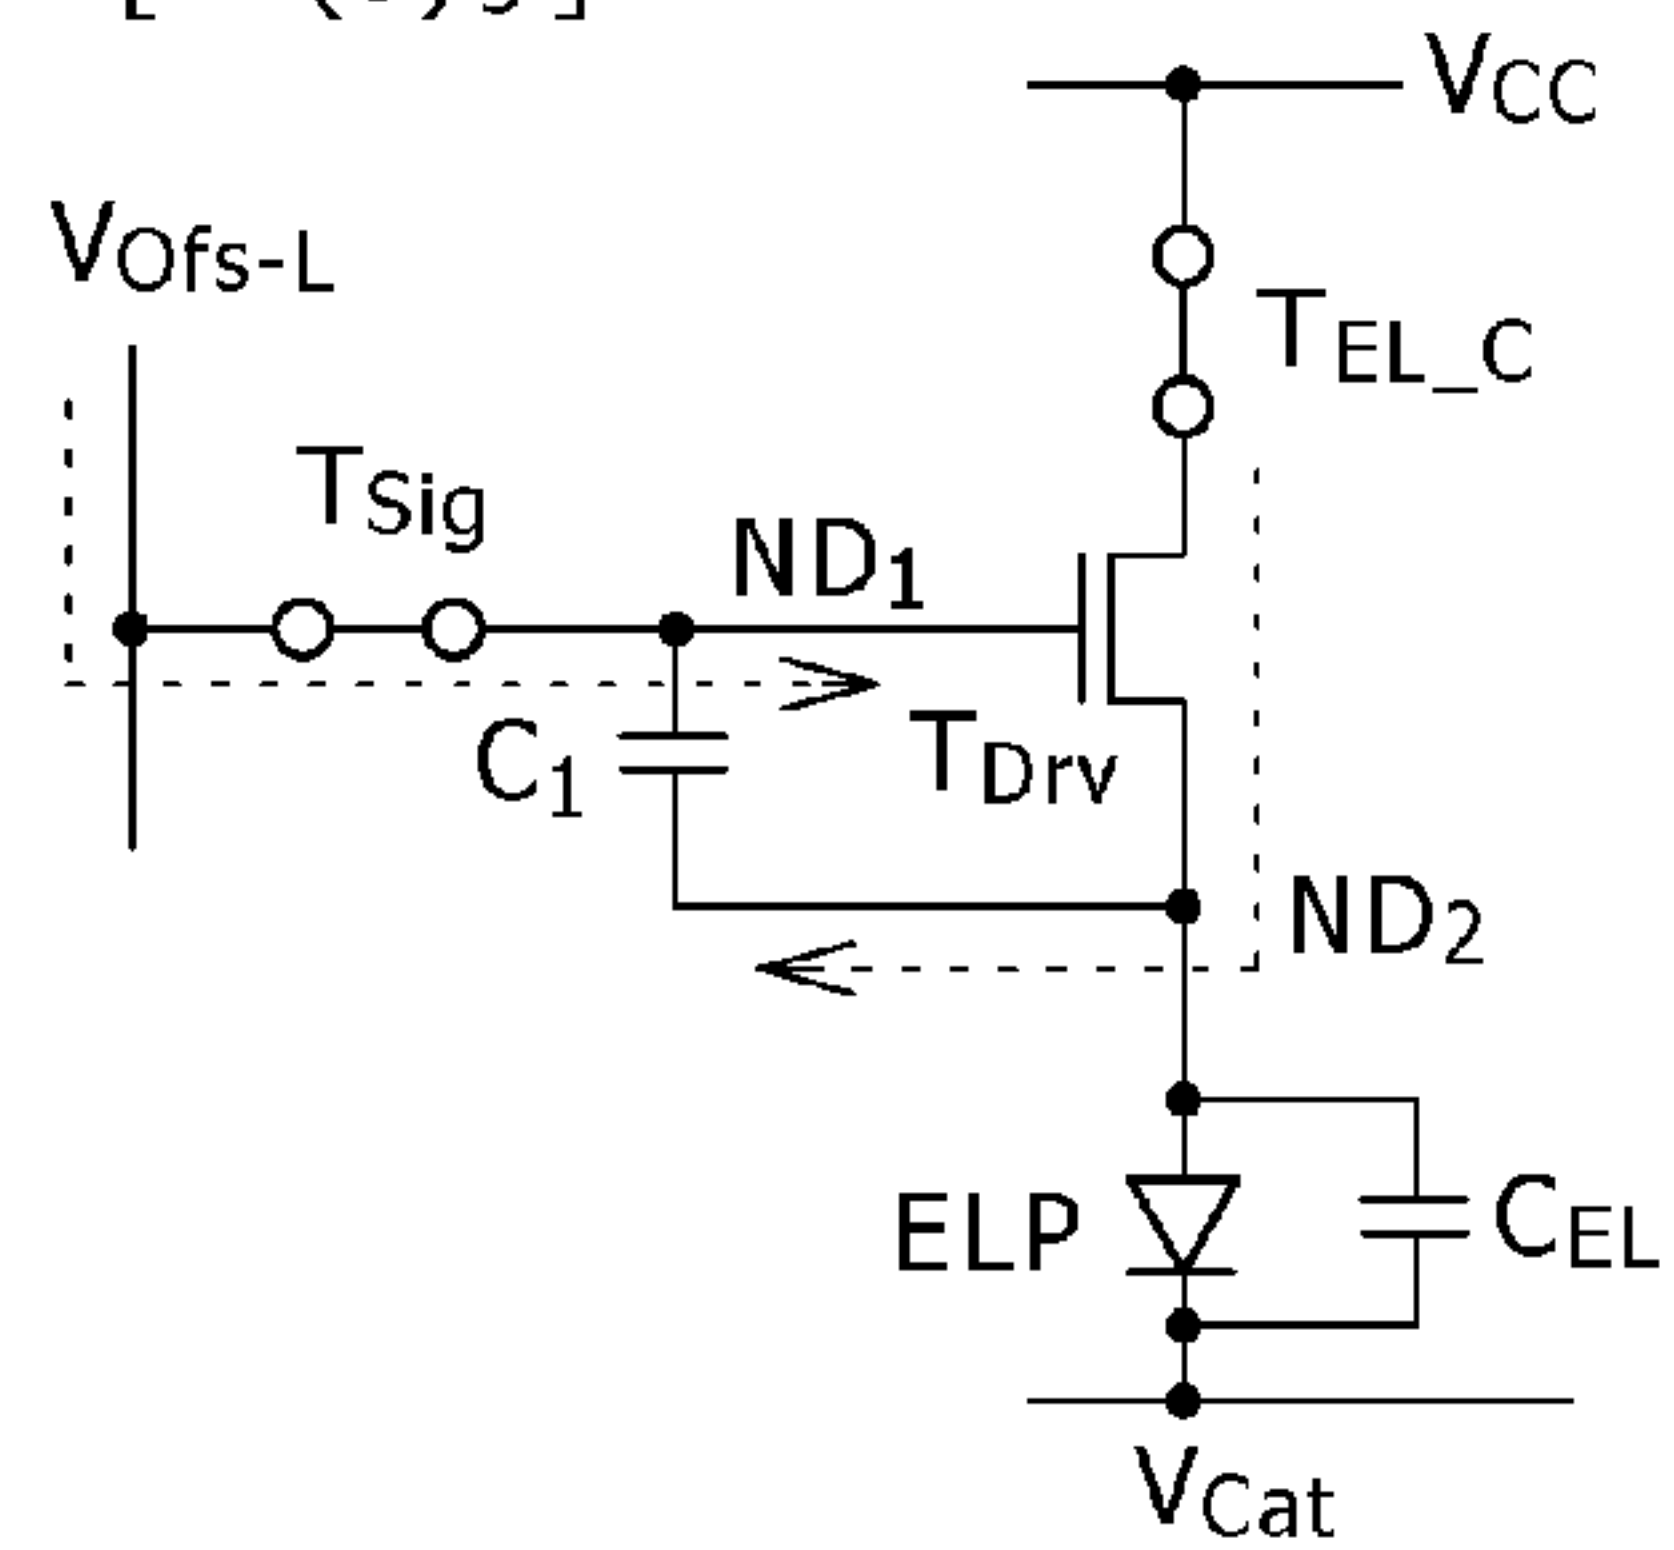 VCC
VOfs-L
TEL_C
TSig
ND1
C1
TDrv
ND2
ELP
CEL
VCat